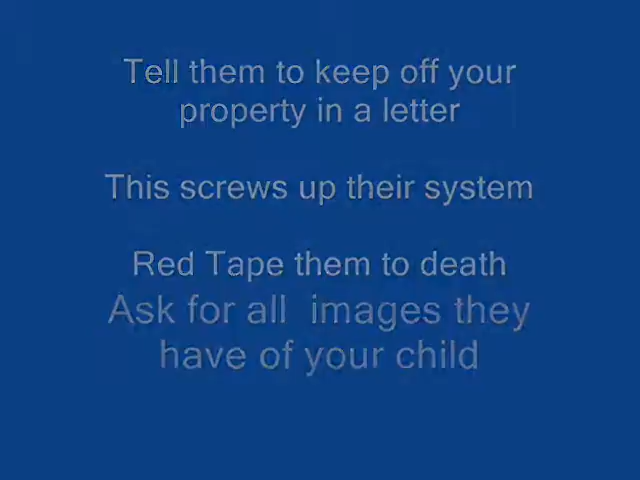 Tell them to keep off your
property in a letter
This screws up their system
Red Tape them to death
Ask for all images they
have of your child